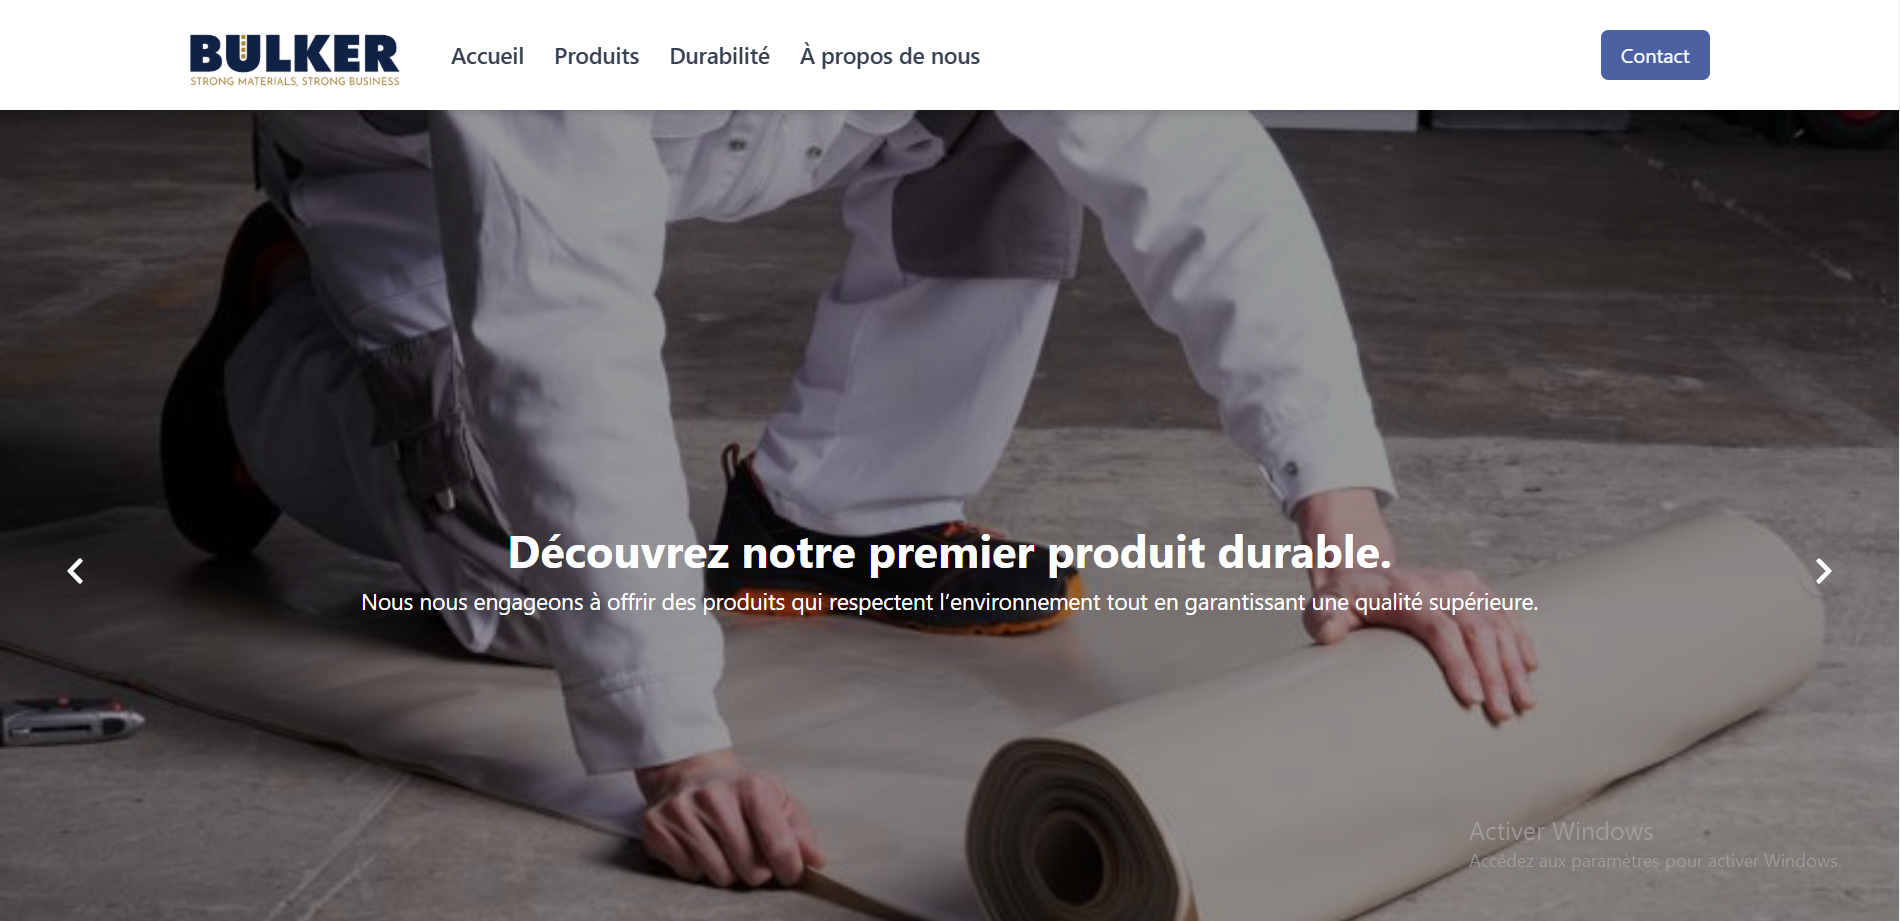 BULKER
STRONG MATERIALS, STRONG BUSINESS
Accueil Produits Durabilité À propos de nous
Contact
Découvrez notre premier produit durable.
Nous nous engageons à offrir des produits qui respectent l’environnement tout en garantissant une qualité supérieure.
Activer Windows
Accédez aux paramètres pour activer Windows.